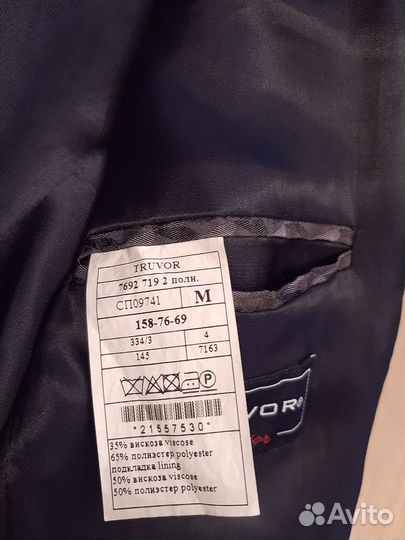 TRUVOR
7692 719 2 полн.
СП09741 M
158-76-69
334/3 4
145 7163
P
*21557530*
35% вискоза viscose
65% полиэстер polyester
подкладка lining
50% вискоза viscose
50% полиэстер polyester
VOR
Avito